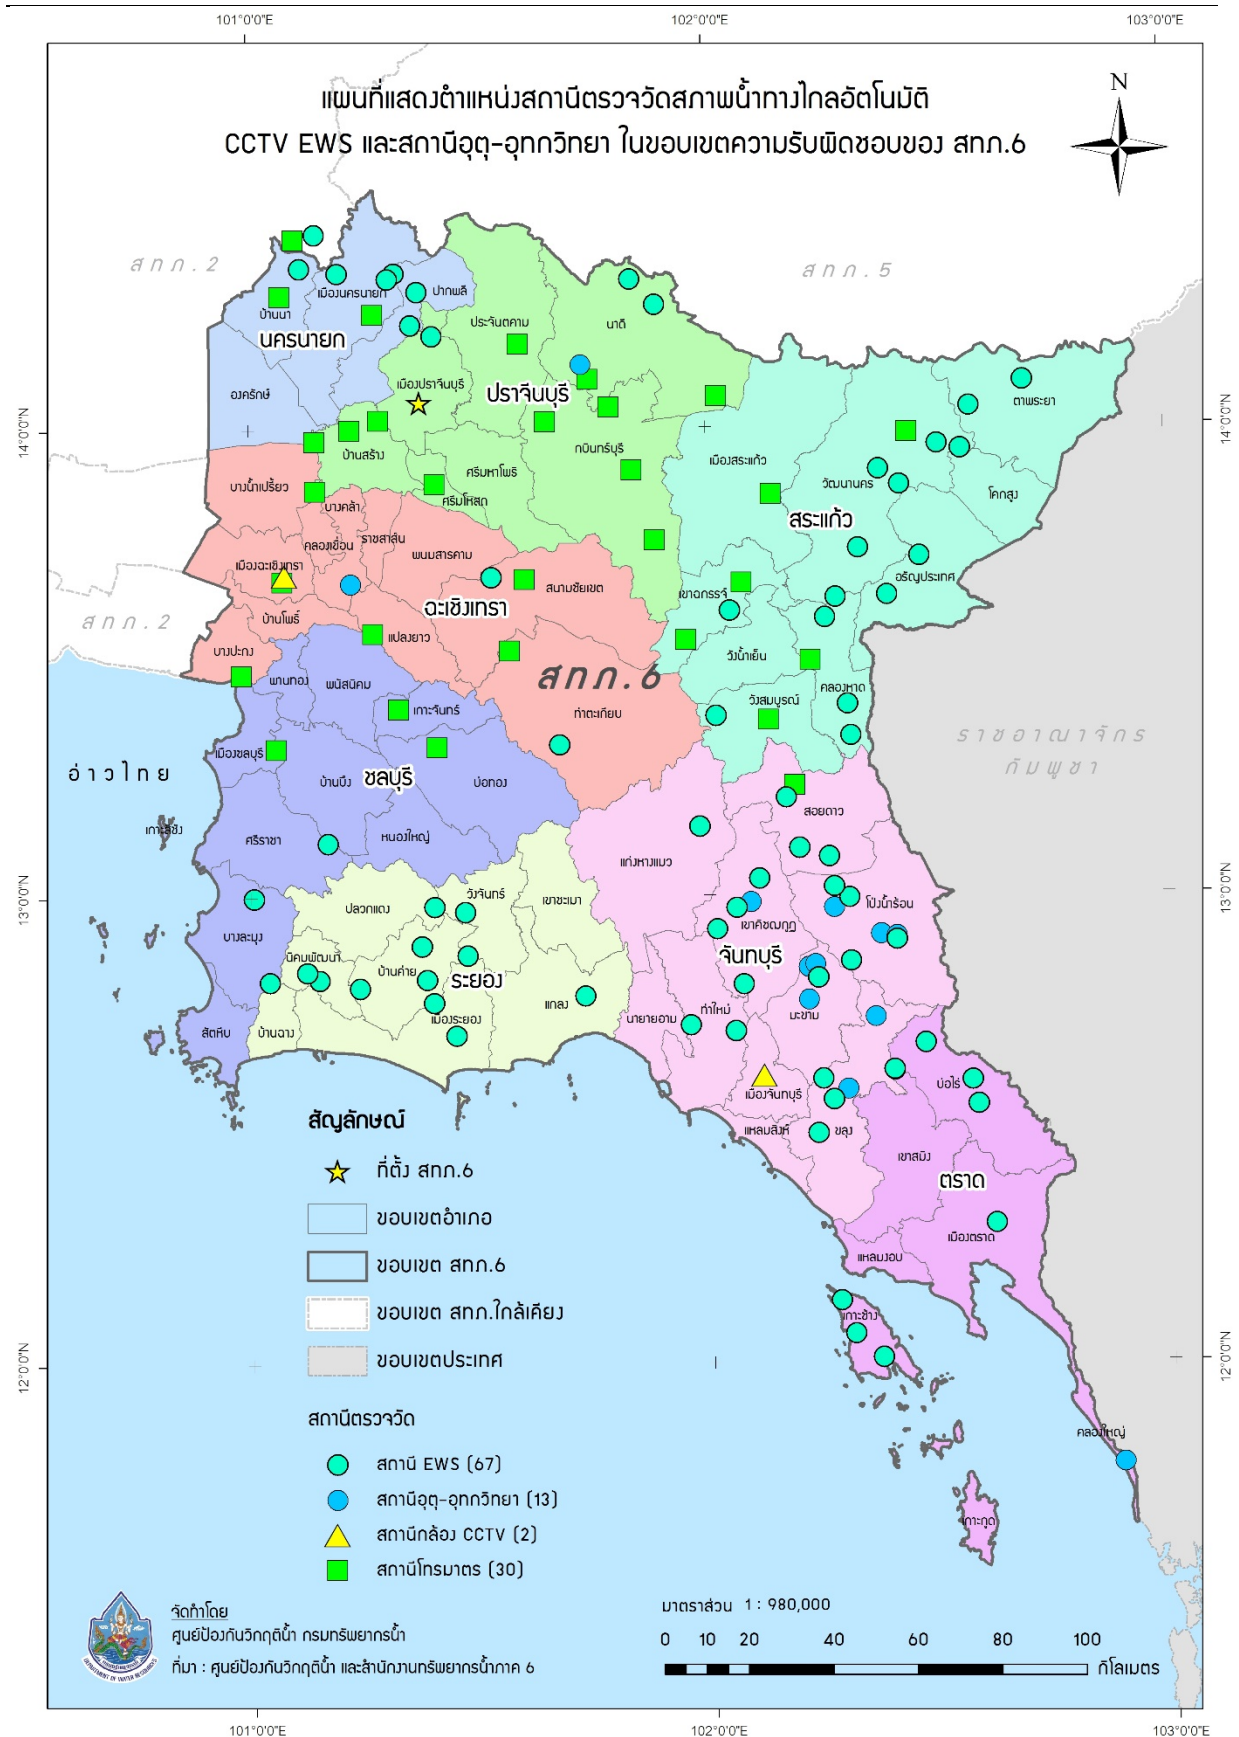 101°0'0"E
102°0'0"E
103°0'0"E
แผนที่แสดงตำแหน่งสถานีตรวจวัดสภาพน้ำทางไกลอัตโนมัติ
CCTV EWS และสถานีอุตุ-อุทกวิทยา ในขอบเขตความรับผิดชอบของ สทภ.6
N
สทภ.2
สทภ.5
เมืองนครนายก
ปากพลี
บ้านนา
นครนายก
ประจันตคาม
นาดี
องครักษ์
เมืองปราจีนบุรี
ปราจีนบุรี
ตาพระยา
14°0'0"N
14°0'0"N
บ้านสร้าง
กบินทร์บุรี
เมืองสระแก้ว
ศรีมหาโพธิ
ศรีมโหสถ
วัฒนานคร
โคกสูง
บางน้ำเปรี้ยว
บางคล้า
สระแก้ว
คลองเขื่อน
ราชสาส์น
พนมสารคาม
เมืองฉะเชิงเทรา
สนามชัยเขต
อรัญประเทศ
เขาฉกรรจ์
ฉะเชิงเทรา
บ้านโพธิ์
สทภ.2
แปลงยาว
บางปะกง
วังน้ำเย็น
สทภ.6
พานทอง
พนัสนิคม
คลองหาด
วังสมบูรณ์
เกาะจันทร์
ท่าตะเกียบ
ราชอาณาจักร
กัมพูชา
เมืองชลบุรี
อ่าวไทย
ชลบุรี
บ้านบึง
บ่อทอง
สอยดาว
เกาะสีชัง
ศรีราชา
หนองใหญ่
แก่งหางแมว
13°0'0"N
13°0'0"N
วังจันทร์
เขาชะเมา
ปลวกแดง
โป่งน้ำร้อน
เขาคิชฌกูฏ
บางละมุง
นิคมพัฒนา
บ้านค่าย
ระยอง
จันทบุรี
แกลง
ท่าใหม่
มะขาม
นายายอาม
เมืองระยอง
สัตหีบ
บ้านฉาง
บ่อไร่
เมืองจันทบุรี
แหลมสิงห์
ขลุง
เขาสมิง
ตราด
เมืองตราด
แหลมงอบ
เกาะช้าง
12°0'0"N
12°0'0"N
คลองใหญ่
เกาะกูด
สัญลักษณ์
ที่ตั้ง สทภ.6
ขอบเขตอำเภอ
ขอบเขต สทภ.6
ขอบเขต สทภ.ใกล้เคียง
ขอบเขตประเทศ
สถานีตรวจวัด
สถานี EWS (67)
สถานีอุตุ-อุทกวิทยา (13)
สถานีกล้อง CCTV (2)
สถานีโทรมาตร (30)
จัดทำโดย
ศูนย์ป้องกันวิกฤติน้ำ กรมทรัพยากรน้ำ
ที่มา : ศูนย์ป้องกันวิกฤติน้ำ และสำนักงานทรัพยากรน้ำภาค 6
DEPARTMENT OF WATER RESOURCES
มาตราส่วน 1 : 980,000
0 10 20 40 60 80 100
กิโลเมตร
101°0'0"E
102°0'0"E
103°0'0"E